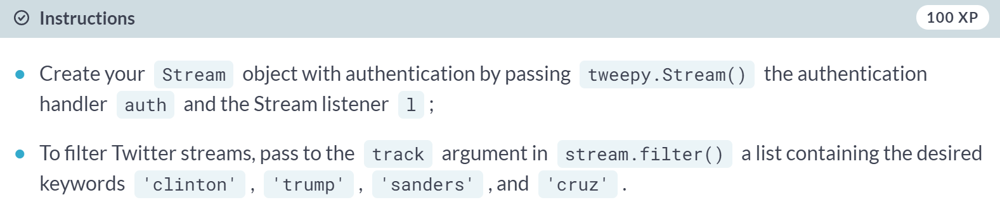 Instructions 100 XP
Create your Stream object with authentication by passing tweepy.Stream() the authentication
handler auth and the Stream listener l ;
To filter Twitter streams, pass to the track argument in stream.filter() a list containing the desired
keywords 'clinton' , 'trump' , 'sanders' , and 'cruz' .